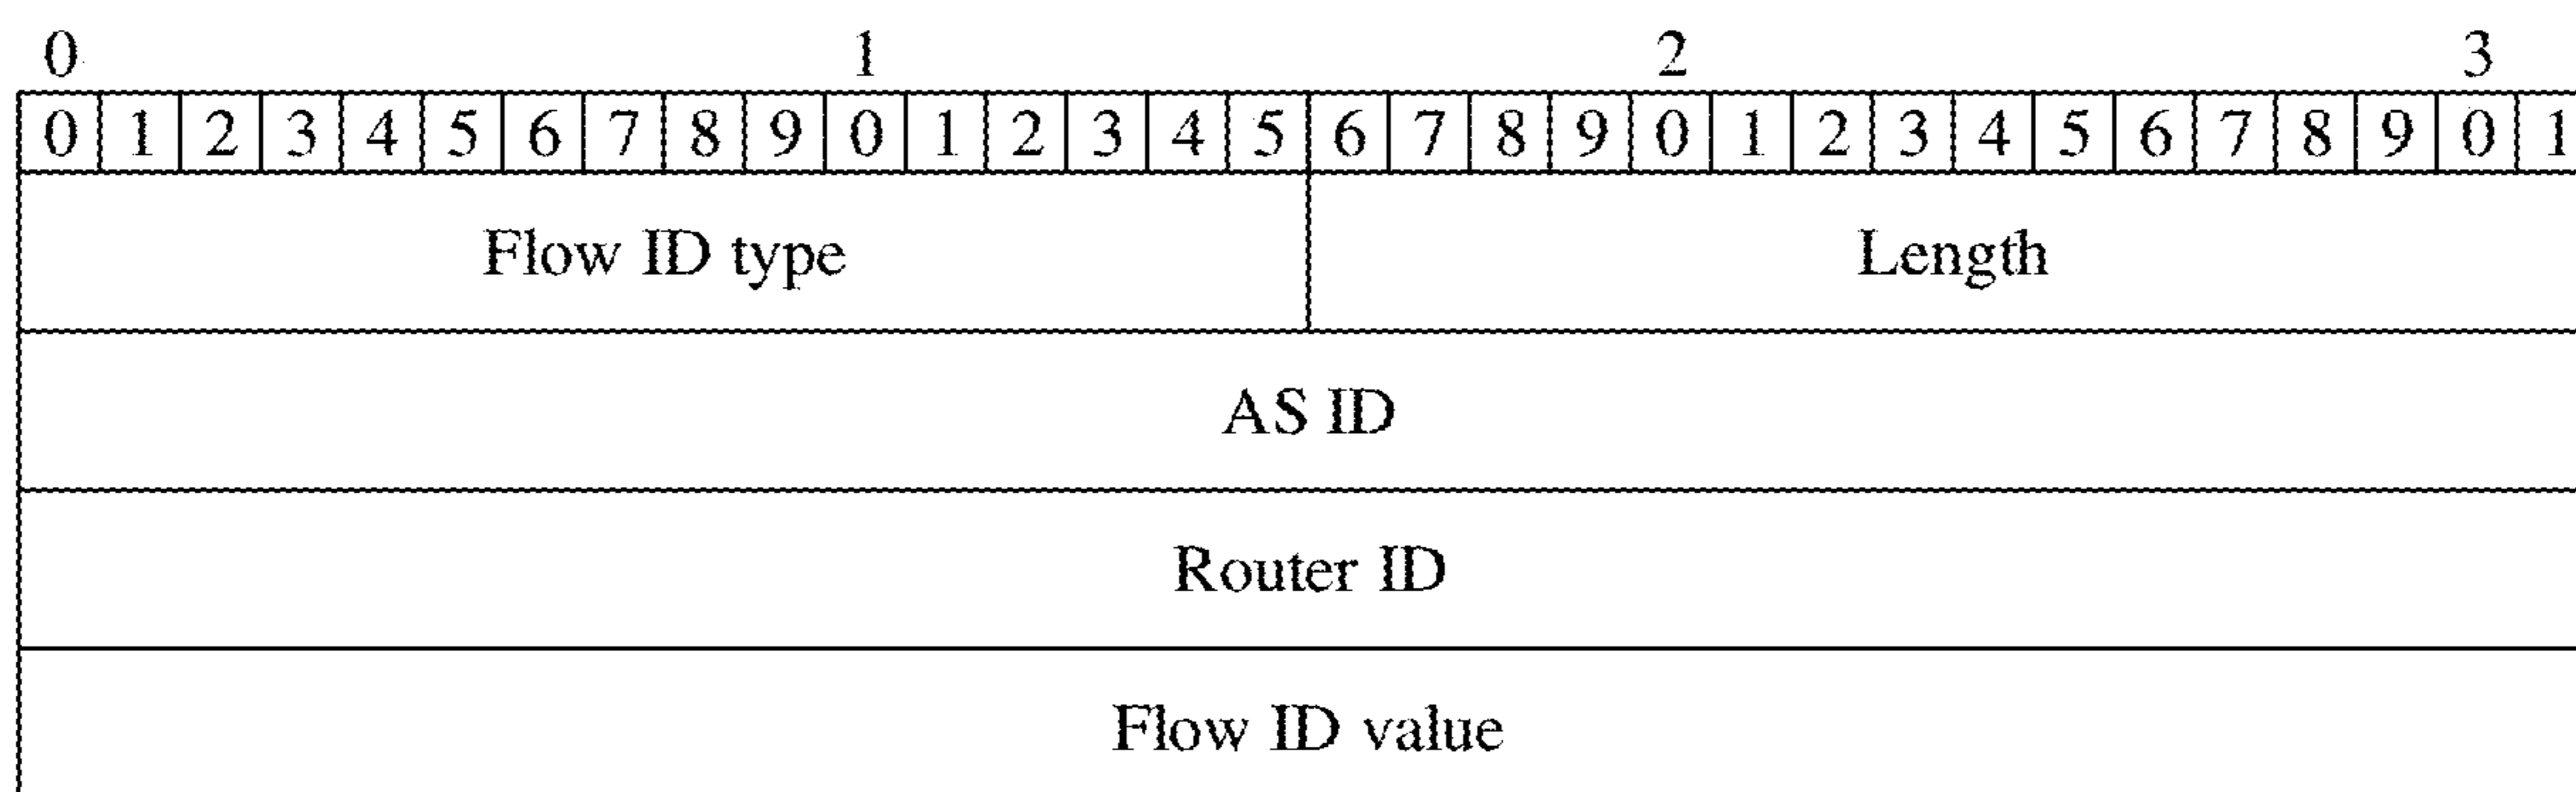 0 1 2 3
0 1 2 3 4 5 6 7 8 9 0 1 2 3 4 5 6 7 8 9 0 1 2 3 4 5 6 7 8 9 0 1
Flow ID type Length
AS ID
Router ID
Flow ID value